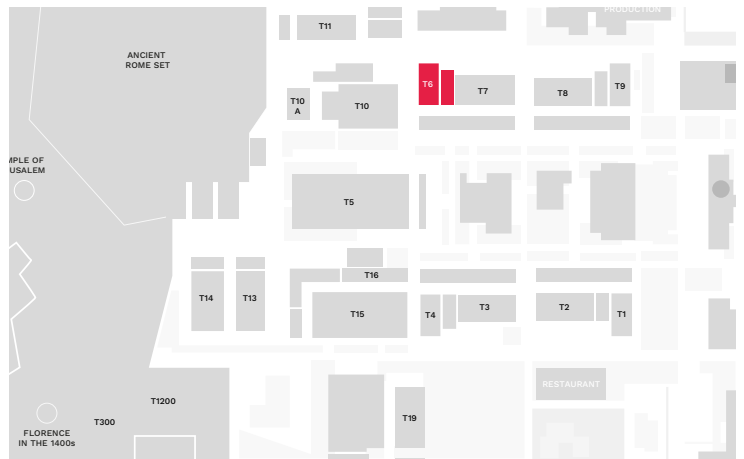 PRODUCTION
T11
ANCIENT
ROME SET
T6
T7
T8
T9
T10
A
T10
MPLE OF
USALEM
T5
T16
T14
T13
T15
T4
T3
T2
T1
RESTAURANT
T1200
T300
T19
FLORENCE
IN THE 1400s